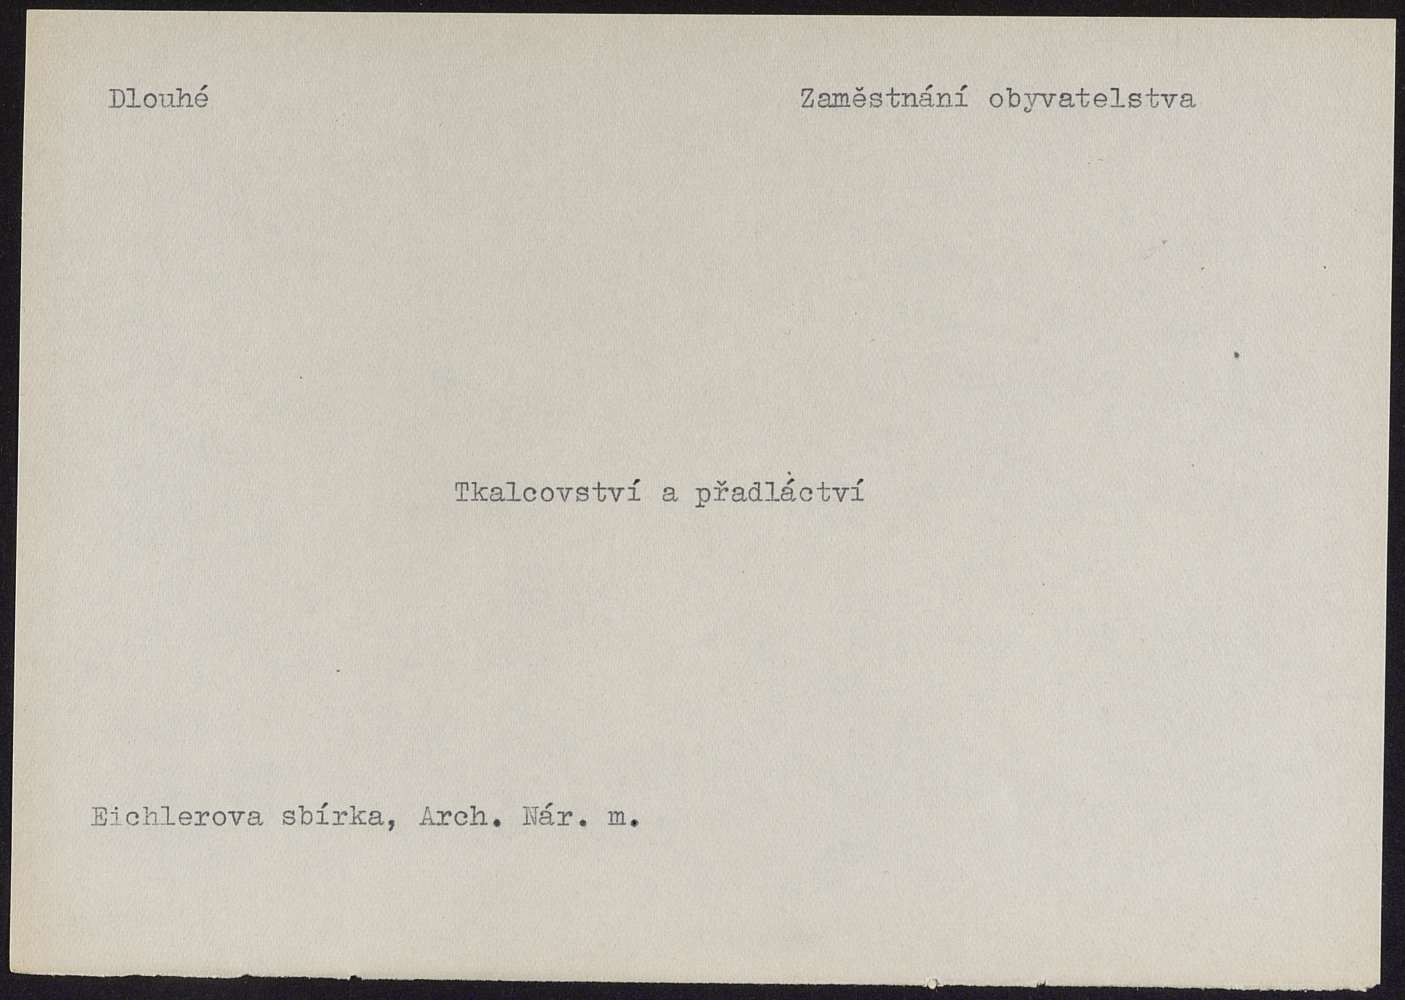 Dlouhé
Zaměstnání obyvatelstva
Tkalcovství a přadláctví
Eichlerova sbírka, Arch. Nár. m.